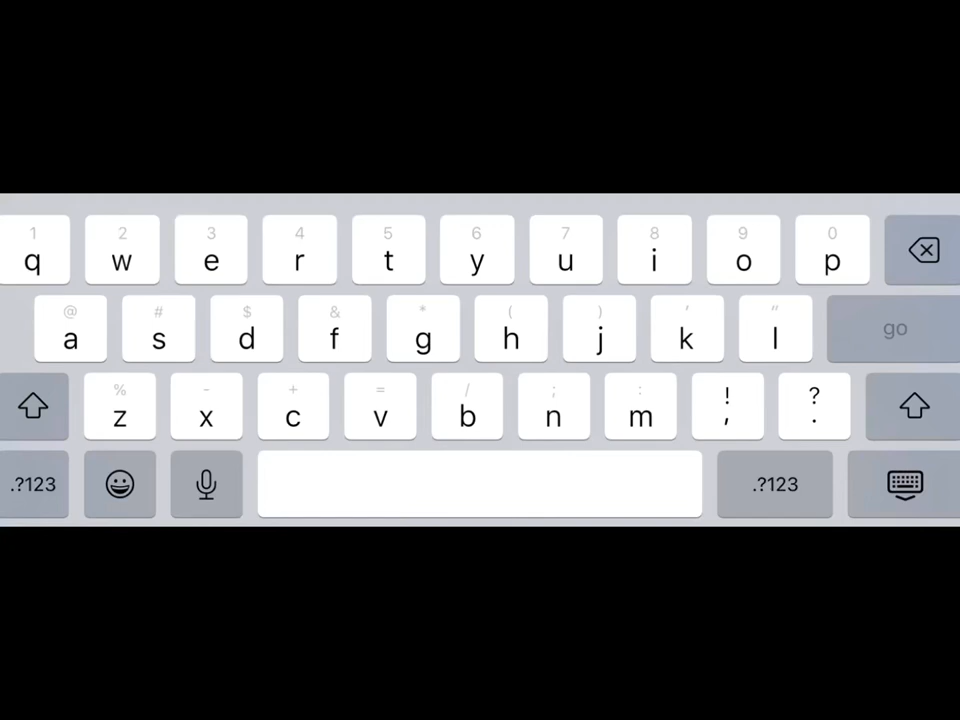 1 2 3 4 5 6 7 8 9 0
q w e r t y u i o p
@ # $ & * ( ) ' "
a s d f g h j k l go
% - + = / ; : ! ?
z x c v b n m , .
.?123 .?123